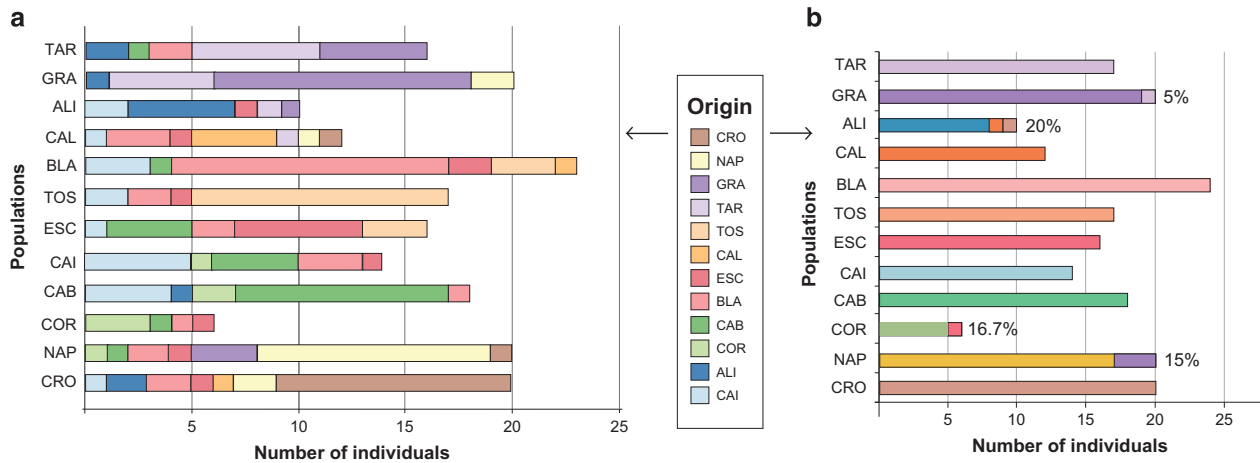 a
Populations
TAR
GRA
ALI
CAL
BLA
TOS
ESC
CAI
CAB
COR
NAP
CRO
5
10
15
20
25
Number of individuals
Origin
CRO
NAP
GRA
TAR
TOS
CAL
ESC
BLA
CAB
COR
ALI
CAI
b
Populations
TAR
GRA 5%
ALI 20%
CAL
BLA
TOS
ESC
CAI
CAB
COR 16.7%
NAP 15%
CRO
5
10
15
20
25
Number of individuals